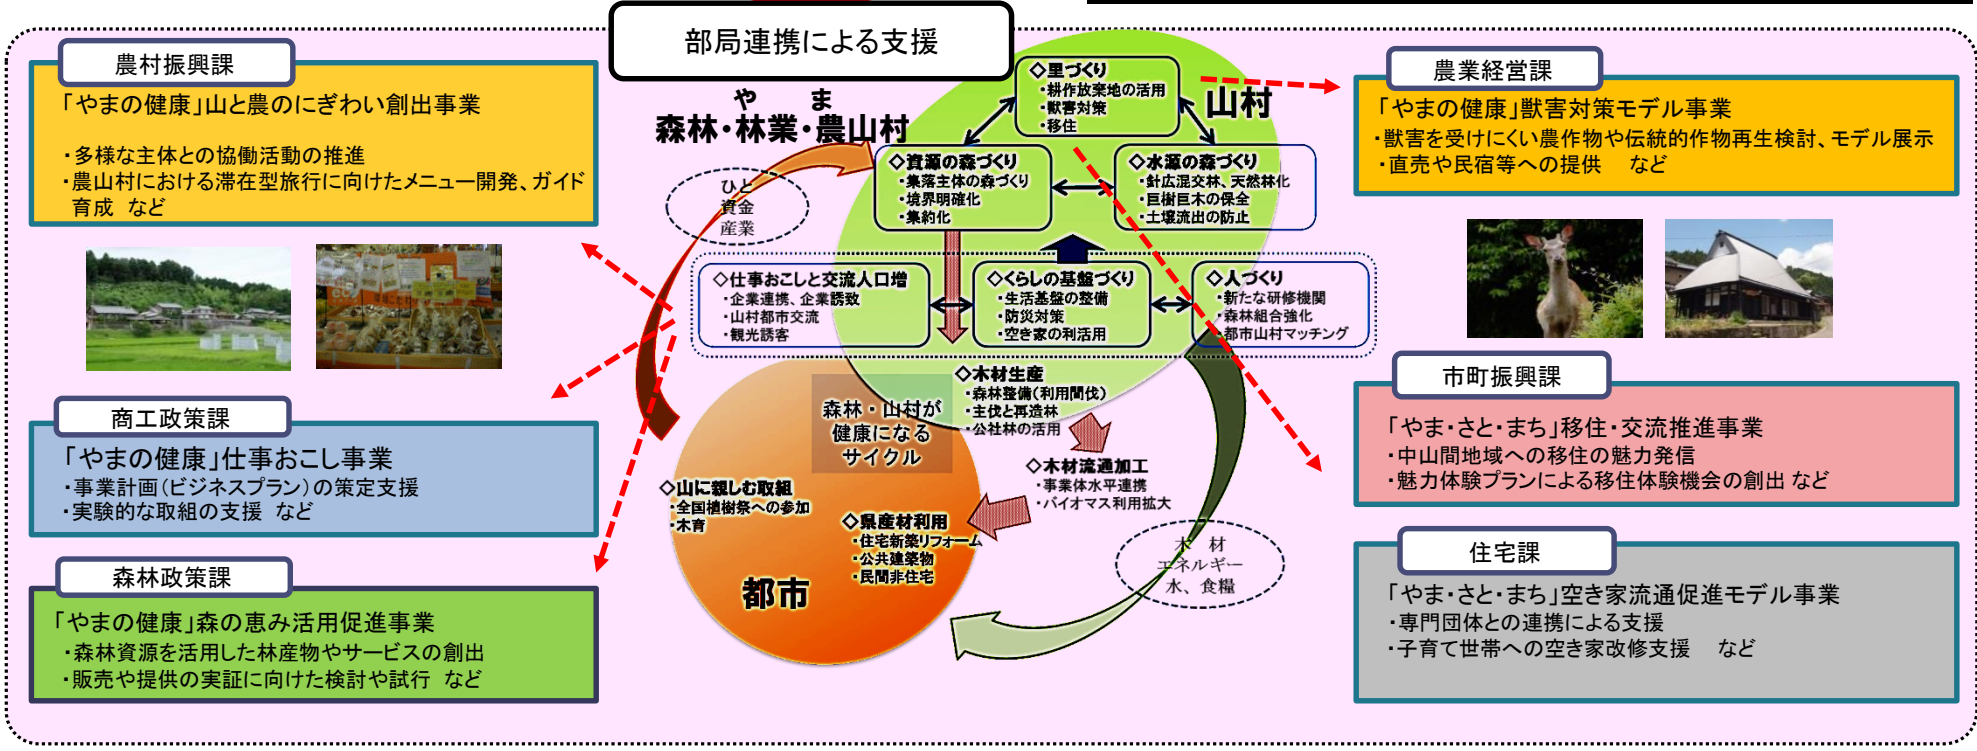 部局連携による支援
農村振興課
「やまの健康」山と農のにぎわい創出事業
・多様な主体との協働活動の推進
・農山村における滞在型旅行に向けたメニュー開発、ガイド
育成 など
商工政策課
「やまの健康」仕事おこし事業
・事業計画(ビジネスプラン)の策定支援
・実験的な取組の支援 など
森林政策課
「やまの健康」森の恵み活用促進事業
・森林資源を活用した林産物やサービスの創出
・販売や提供の実証に向けた検討や試行 など
や ま
森林・林業・農山村
山村
ひと
資金
産業
◇里づくり
・耕作放棄地の活用
・獣害対策
・移住
◇資源の森づくり
・集落主体の森づくり
・境界明確化
・集約化
◇水源の森づくり
・針広混交林、天然林化
・巨樹巨木の保全
・土壌流出の防止
◇仕事おこしと交流人口増
・企業連携、企業誘致
・山村都市交流
・観光誘客
◇くらしの基盤づくり
・生活基盤の整備
・防災対策
・空き家の利活用
◇人づくり
・新たな研修機関
・森林組合強化
・都市山村マッチング
◇木材生産
・森林整備(利用間伐)
・主伐と再造林
・公社林の活用
森林・山村が
健康になる
サイクル
◇木材流通加工
・事業体水平連携
・バイオマス利用拡大
◇山に親しむ取組
・全国植樹祭への参加
・木育
◇県産材利用
・住宅新築リフォーム
・公共建築物
・民間非住宅
都市
木 材
エネルギー
水、食糧
農業経営課
「やまの健康」獣害対策モデル事業
・獣害を受けにくい農作物や伝統的作物再生検討、モデル展示
・直売や民宿等への提供 など
市町振興課
「やま・さと・まち」移住・交流推進事業
・中山間地域への移住の魅力発信
・魅力体験プランによる移住体験機会の創出 など
住宅課
「やま・さと・まち」空き家流通促進モデル事業
・専門団体との連携による支援
・子育て世帯への空き家改修支援 など